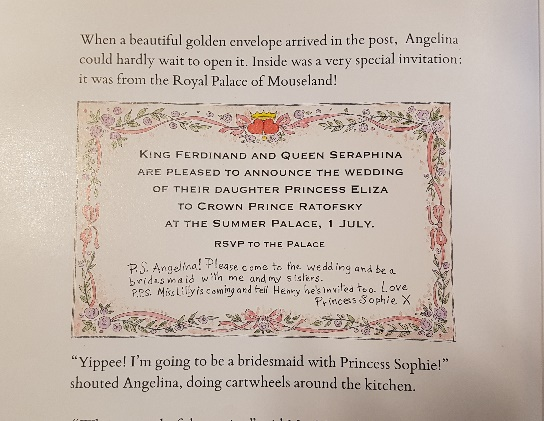 When a beautiful golden envelope arrived in the post, Angelina
could hardly wait to open it. Inside was a very special invitation:
it was from the Royal Palace of Mouseland!
KING FERDINAND AND QUEEN SERAPHINA
ARE PLEASED TO ANNOUNCE THE WEDDING
OF THEIR DAUGHTER PRINCESS ELIZA
TO CROWN PRINCE RATOFSKY
AT THE SUMMER PALACE, 1 JULY.
RSVP TO THE PALACE
P.S. Angelina! Please come to the wedding and be a
bridesmaid with me and my sisters.
P.P.S. Miss Lilly is coming and tell Henry he's invited too. Love
Princess Sophie. X
"Yippee! I'm going to be a bridesmaid with Princess Sophie!"
shouted Angelina, doing cartwheels around the kitchen.